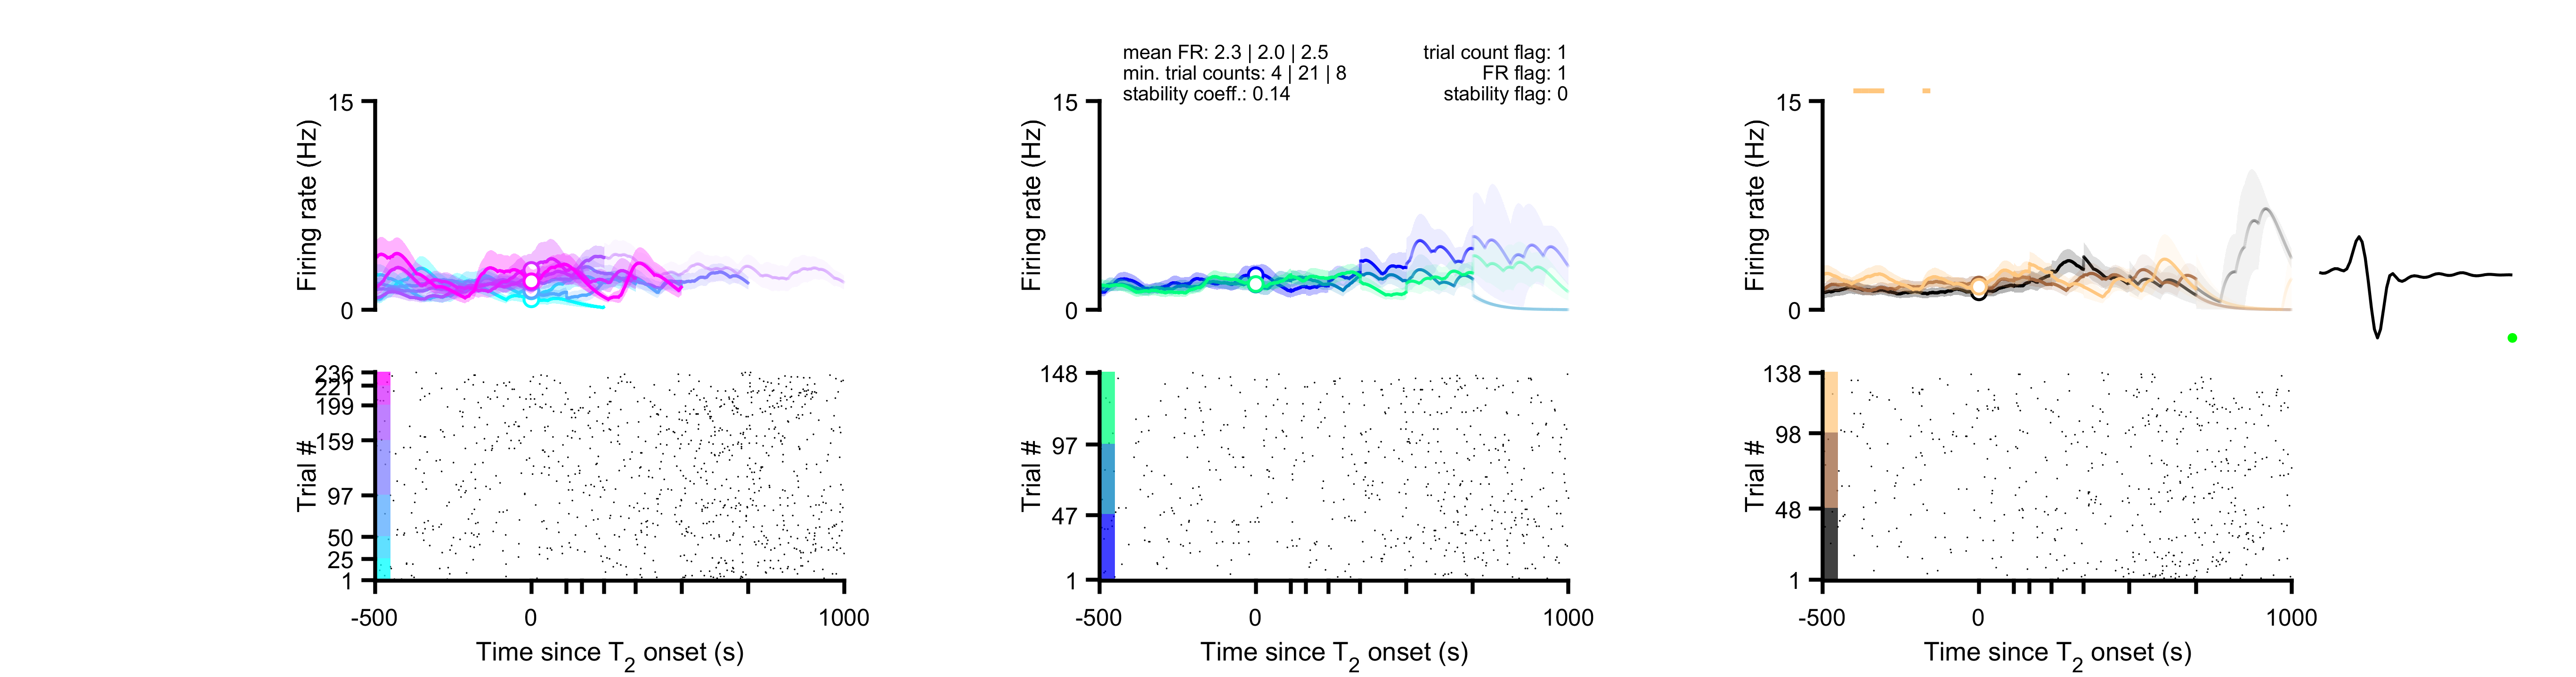 mean FR: 2.3 | 2.0 | 2.5
min. trial counts: 4 | 21 | 8
stability coeff.: 0.14
trial count flag: 1
FR flag: 1
stability flag: 0
15
Firing rate (Hz)
0
15
Firing rate (Hz)
0
15
Firing rate (Hz)
0
236
221
199
159
97
50
25
1
Trial #
-500
0
1000
Time since T2 onset (s)
148
97
47
1
Trial #
-500
0
1000
Time since T2 onset (s)
138
98
48
1
Trial #
-500
0
1000
Time since T2 onset (s)